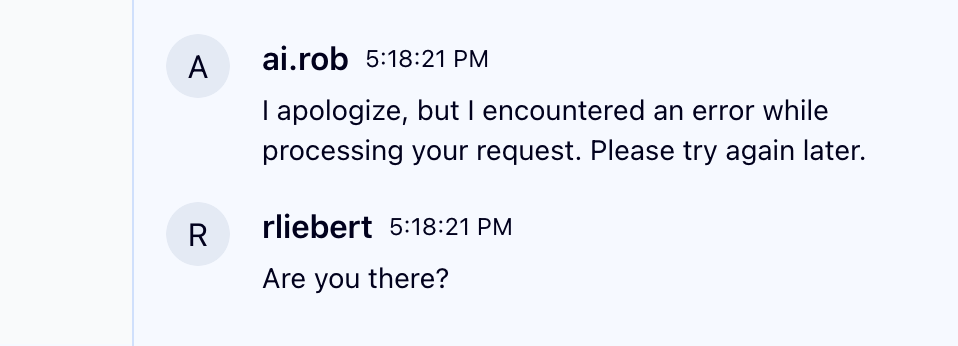 A
ai.rob 5:18:21 PM
I apologize, but I encountered an error while
processing your request. Please try again later.
R
rliebert 5:18:21 PM
Are you there?